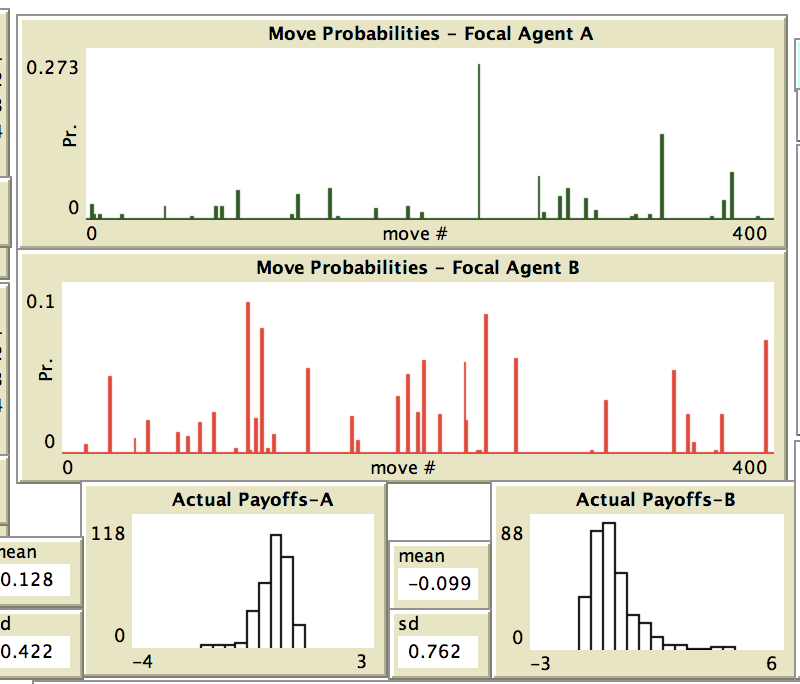 Move Probabilities – Focal Agent A
0.273
Pr.
0
0
move #
400
Move Probabilities – Focal Agent B
0.1
Pr.
0
0
move #
400
Actual Payoffs-A
118
0
-4
3
mean
-0.099
sd
0.762
Actual Payoffs-B
88
0
-3
6
0.128
0.422